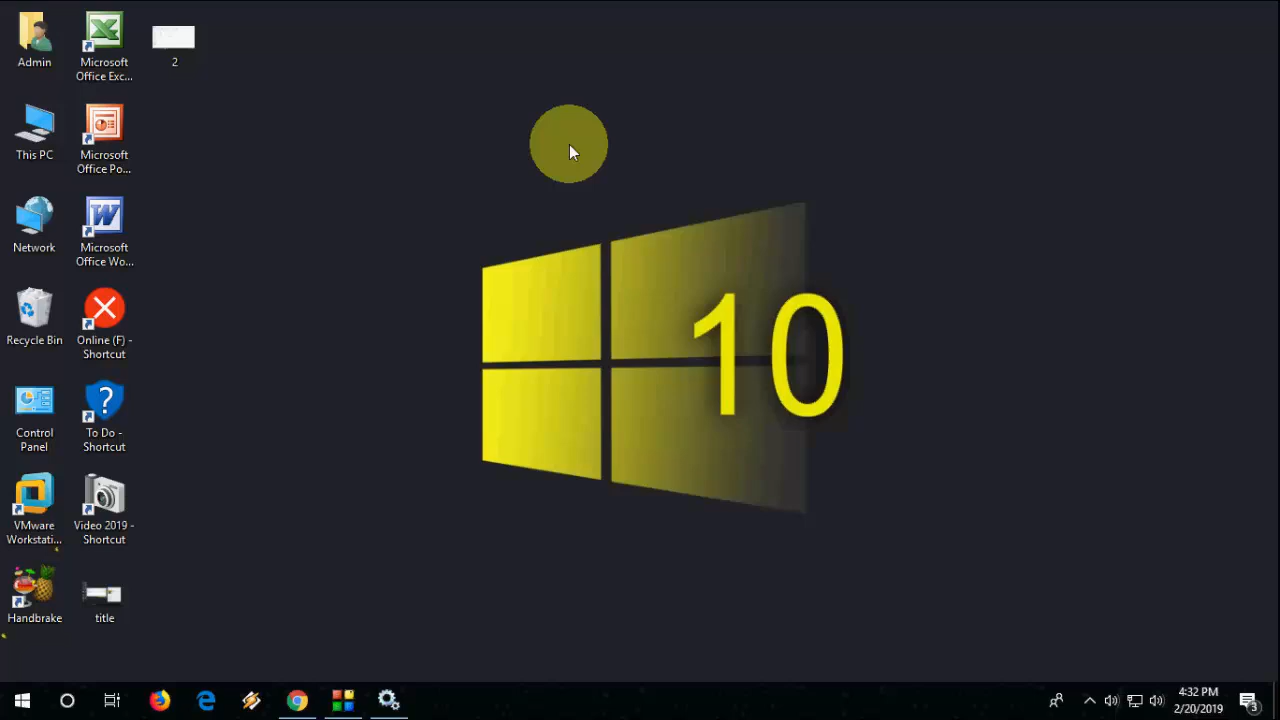 Admin
Microsoft
Office Exc...
2
This PC
Microsoft
Office Po...
Network
Microsoft
Office Wo...
Recycle Bin
Online (F) -
Shortcut
Control
Panel
To Do -
Shortcut
VMware
Workstati...
Video 2019 -
Shortcut
Handbrake
title
10
4:32 PM
2/20/2019
3